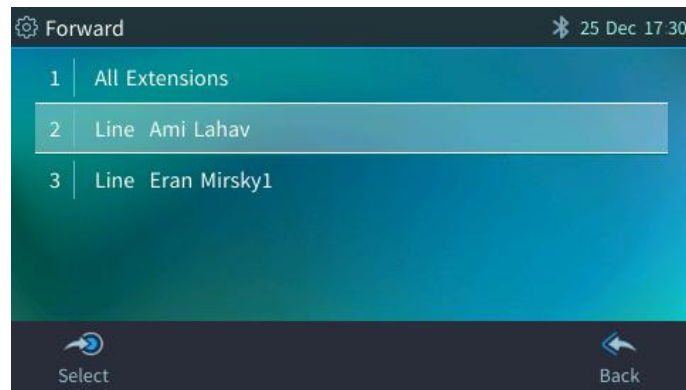 Forward 25 Dec 17:30
1 All Extensions
2 Line Ami Lahav
3 Line Eran Mirsky1
Select Back